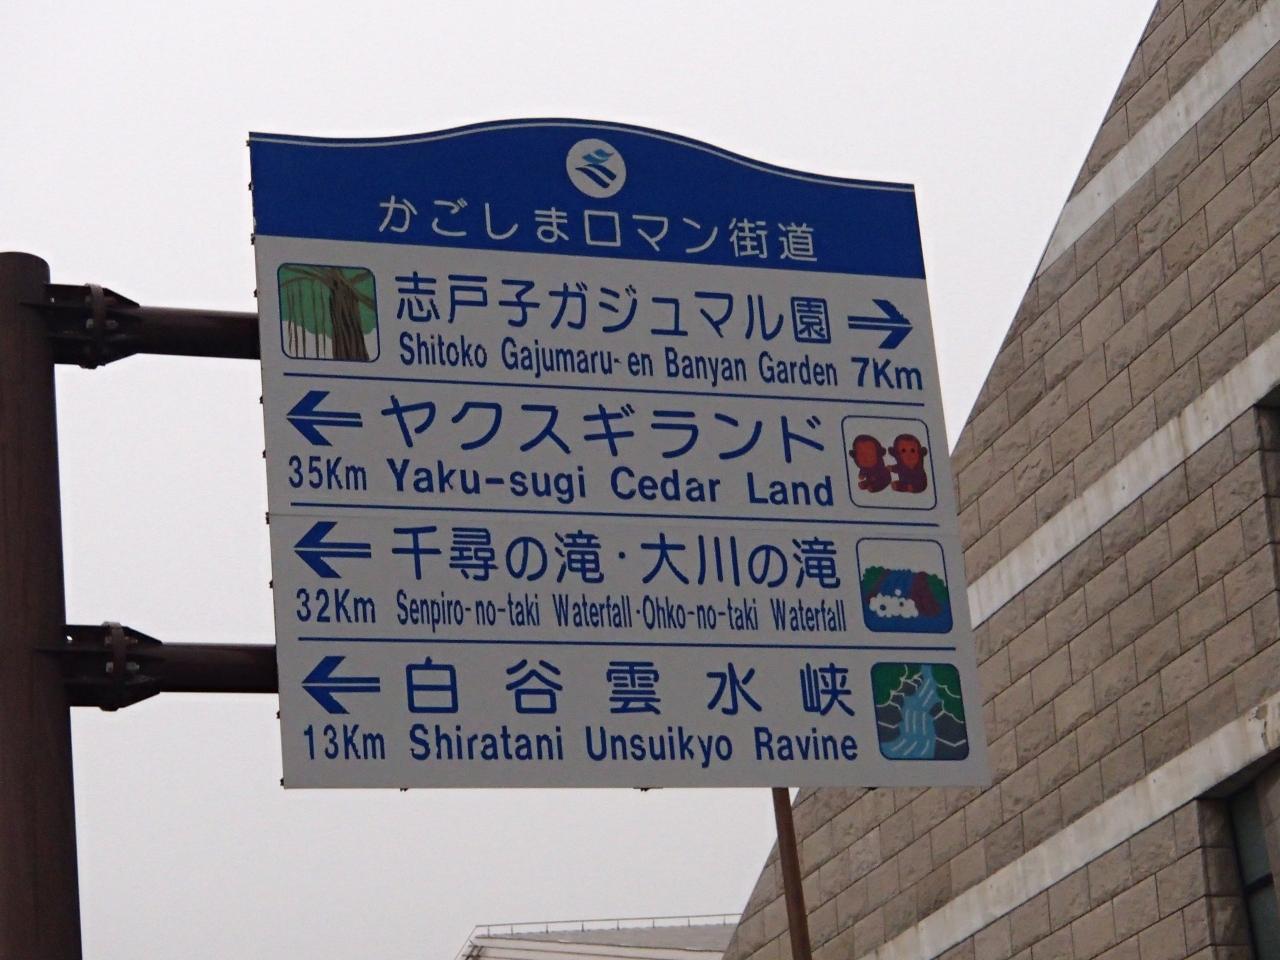 かごしまロマン街道
志戸子ガジュマル園
Shitoko Gajumaru-en Banyan Garden 7Km
ヤクスギランド
35Km Yaku-sugi Cedar Land
千尋の滝・大川の滝
32Km Senpiro-no-taki Waterfall・Ohko-no-taki Waterfall
白谷雲水峡
13Km Shiratani Unsuikyo Ravine